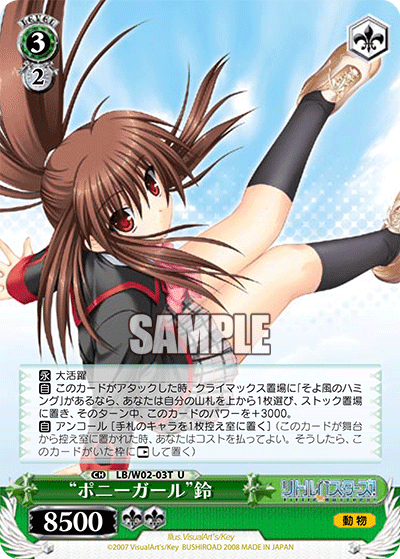 LEVEL
3
2
SAMPLE
永 大活躍
自 このカードがアタックした時、クライマックス置場に「そよ風のハミ
ング」があるなら、あなたは自分の山札を上から1枚選び、ストック置場
に置き、そのターン中、このカードのパワーを+3000。
自 アンコール [手札のキャラを1枚控え室に置く] (このカードが舞台
から控え室に置かれた時、あなたはコストを払ってよい。そうしたら、こ
のカードがいた枠にレストして置く)
CH LB/W02-03T U
“ポニーガール”鈴
リトルバスターズ!
8500
動物
Illus.VisualArt's/Key
©2007 VisualArt's/Key BUSHIROAD 2008 MADE IN JAPAN